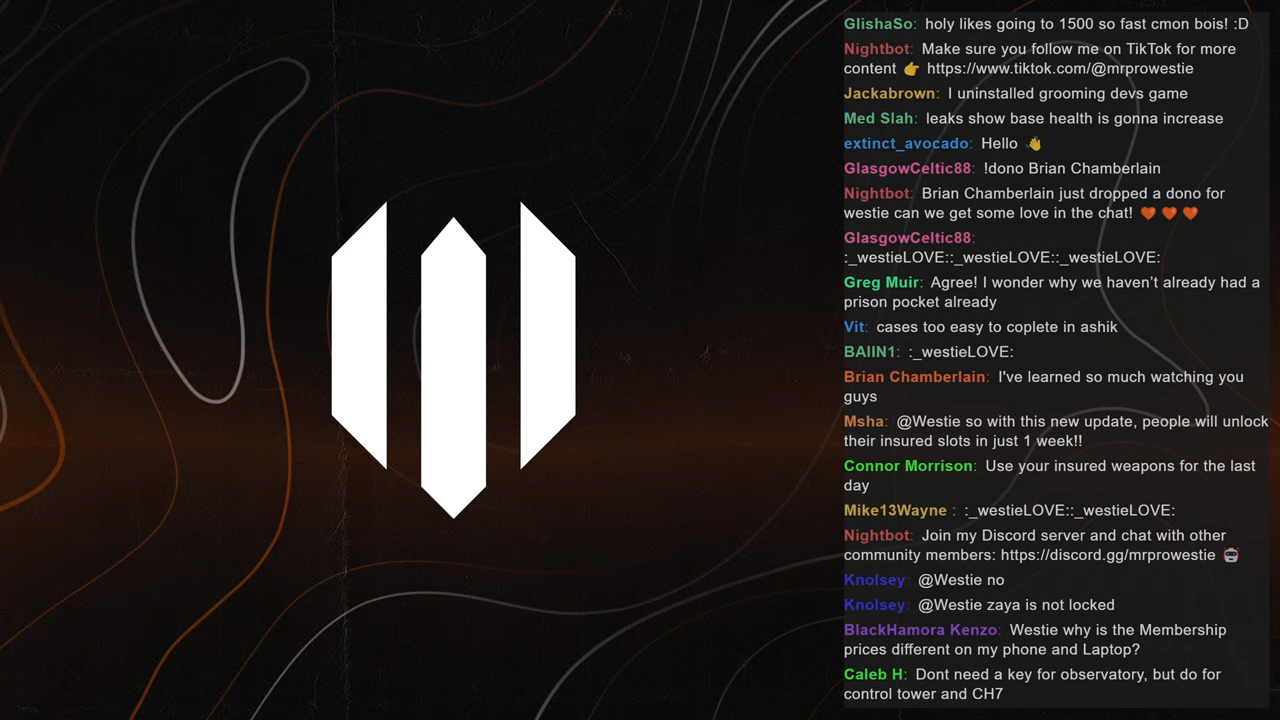 GlishaSo: holy likes going to 1500 so fast cmon bois! :D
Nightbot: Make sure you follow me on TikTok for more
content 👉 https://www.tiktok.com/@mrprowestie
Jackabrown: I uninstalled grooming devs game
Med Slah: leaks show base health is gonna increase
extinct_avocado: Hello 👋
GlasgowCeltic88: !dono Brian Chamberlain
Nightbot: Brian Chamberlain just dropped a dono for
westie can we get some love in the chat! 🧡 🧡 🧡
GlasgowCeltic88:
:_westieLOVE::_westieLOVE::_westieLOVE:
Greg Muir: Agree! I wonder why we haven’t already had a
prison pocket already
Vit: cases too easy to coplete in ashik
BAIIN1: :_westieLOVE:
Brian Chamberlain: I've learned so much watching you
guys
Msha: @Westie so with this new update, people will unlock
their insured slots in just 1 week!!
Connor Morrison: Use your insured weapons for the last
day
Mike13Wayne : :_westieLOVE::_westieLOVE:
Nightbot: Join my Discord server and chat with other
community members: https://discord.gg/mrprowestie 🤖
Knolsey: @Westie no
Knolsey: @Westie zaya is not locked
BlackHamora Kenzo: Westie why is the Membership
prices different on my phone and Laptop?
Caleb H: Dont need a key for observatory, but do for
control tower and CH7